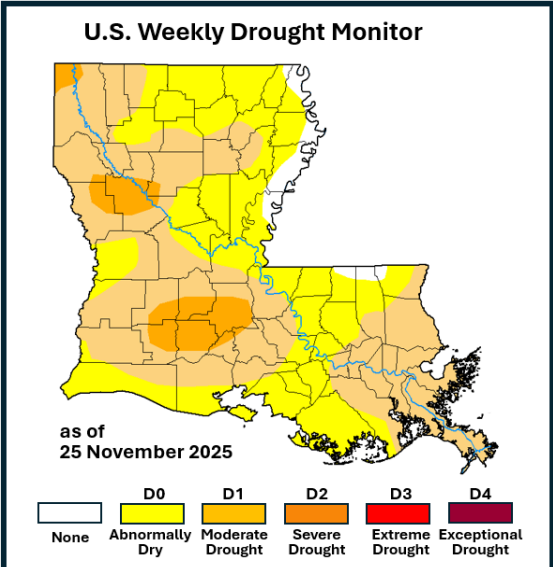 U.S. Weekly Drought Monitor
as of
25 November 2025
D0 D1 D2 D3 D4
None Abnormally Moderate Severe Extreme Exceptional
Dry Drought Drought Drought Drought